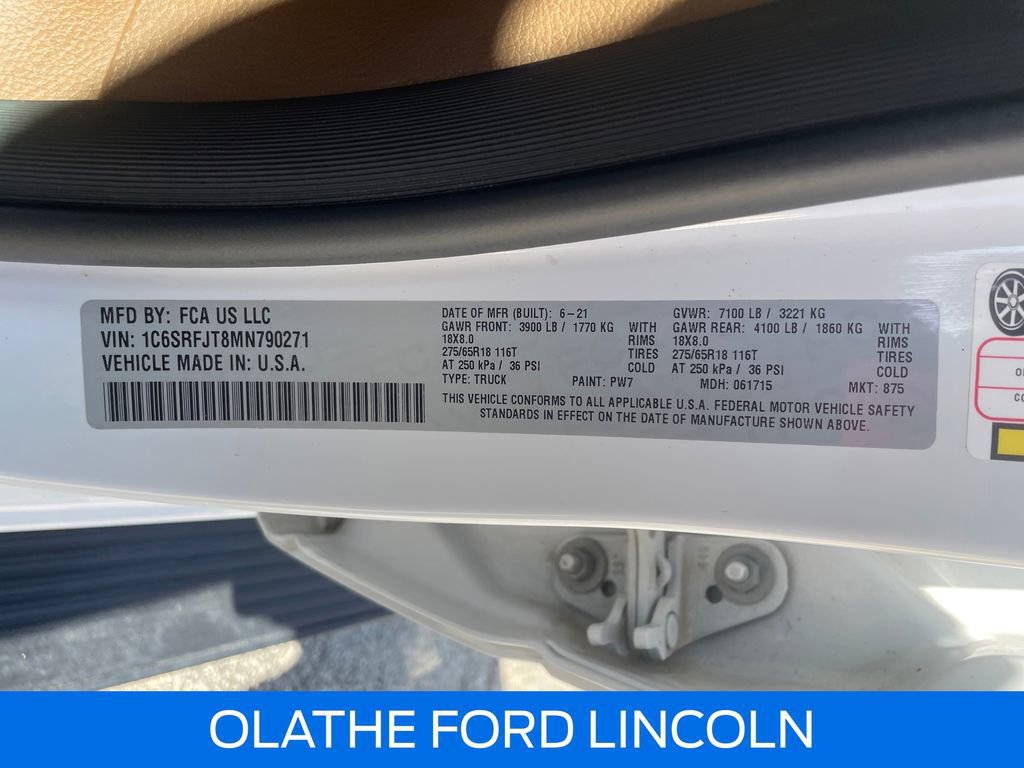 MFD BY: FCA US LLC
VIN: 1C6SRFJT8MN790271
VEHICLE MADE IN: U.S.A.
DATE OF MFR (BUILT): 6-21
GAWR FRONT: 3900 LB / 1770 KG WITH
18X8.0 RIMS
275/65R18 116T TIRES
AT 250 kPa / 36 PSI COLD
TYPE: TRUCK PAINT: PW7
GVWR: 7100 LB / 3221 KG
GAWR REAR: 4100 LB / 1860 KG WITH
18X8.0 RIMS
275/65R18 116T TIRES
AT 250 kPa / 36 PSI COLD
MDH: 061715 MKT: 875
THIS VEHICLE CONFORMS TO ALL APPLICABLE U.S.A. FEDERAL MOTOR VEHICLE SAFETY
STANDARDS IN EFFECT ON THE DATE OF MANUFACTURE SHOWN ABOVE.
OLATHE FORD LINCOLN